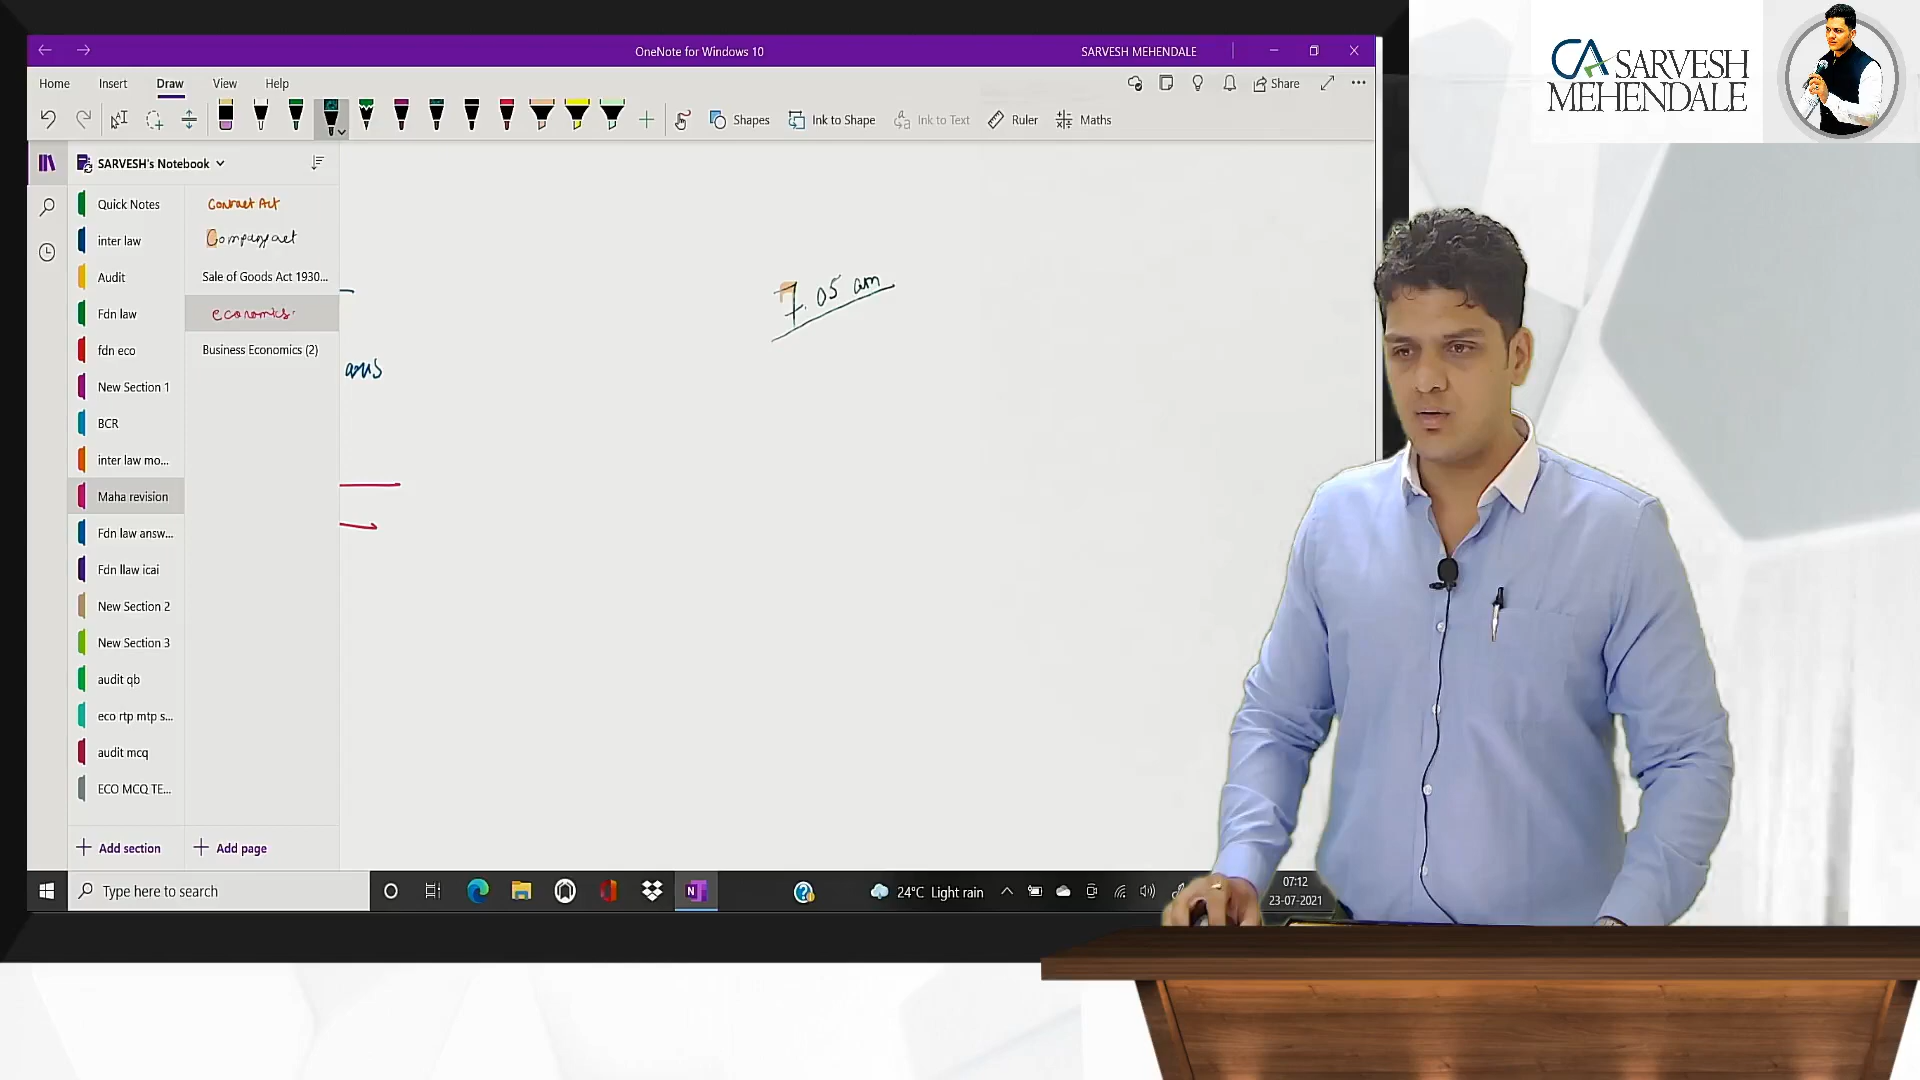 OneNote for Windows 10
SARVESH MEHENDALE
Home Insert Draw View Help
Share
Shapes Ink to Shape Ink to Text Ruler Maths
CA SARVESH
MEHENDALE
SARVESH's Notebook
Quick Notes
inter law
Audit
Fdn law
fdn eco
New Section 1
BCR
inter law mo...
Maha revision
Fdn law answ...
Fdn llaw icai
New Section 2
New Section 3
audit qb
eco rtp mtp s...
audit mcq
ECO MCQ TE...
Add section
Contract Act
Company act
Sale of Goods Act 1930...
economics
Business Economics (2)
Add page
7.05 am
Type here to search
24°C Light rain
07:12
23-07-2021